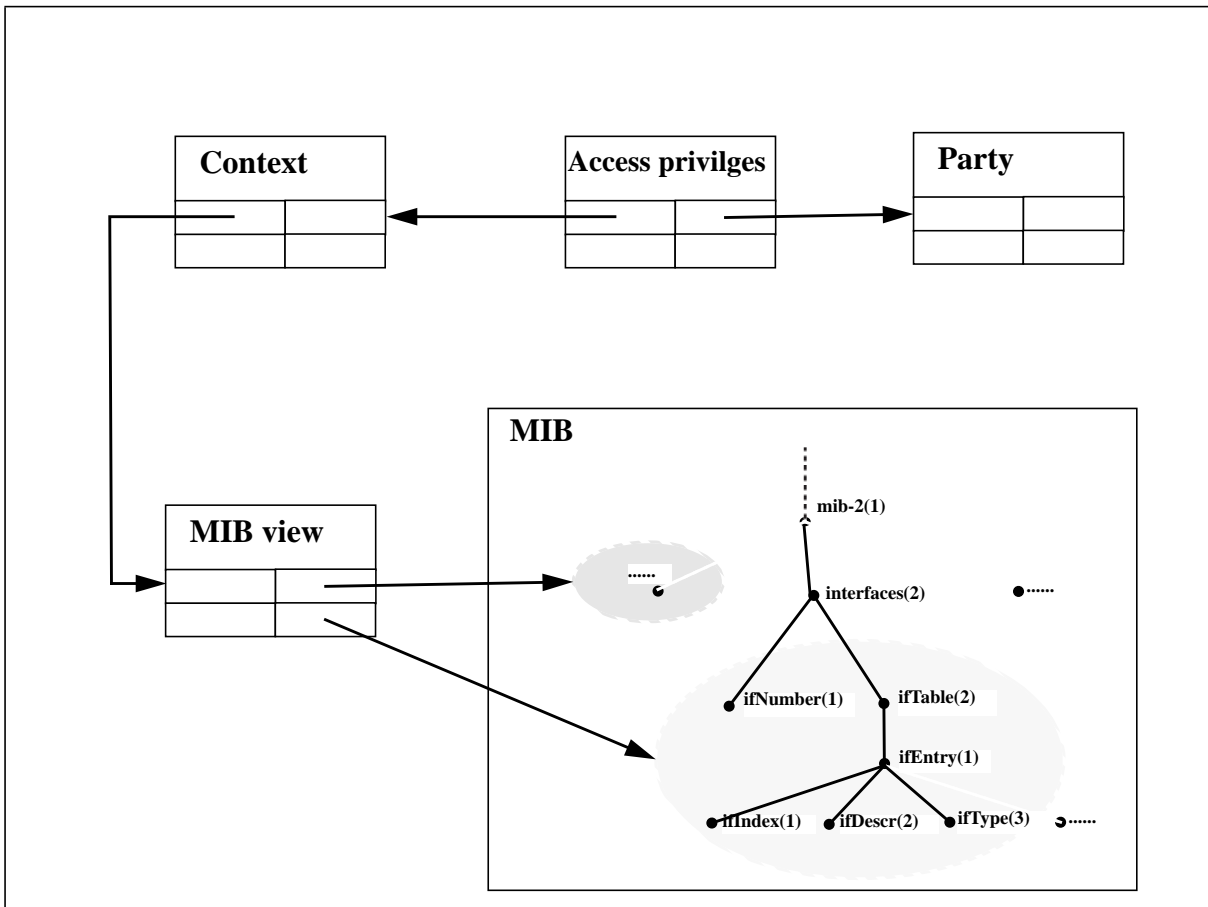 Context
Access privilges
Party
MIB
mib-2(1)
MIB view
......
interfaces(2)
......
ifNumber(1)
ifTable(2)
ifEntry(1)
ifIndex(1)
ifDescr(2)
ifType(3)
......